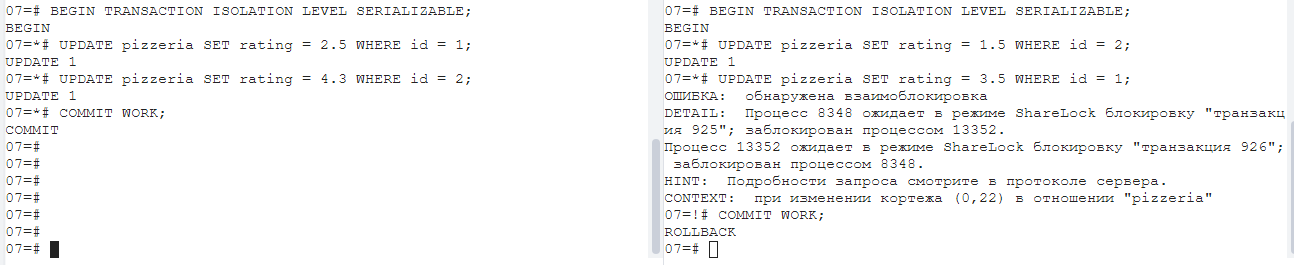 07=# BEGIN TRANSACTION ISOLATION LEVEL SERIALIZABLE;
BEGIN
07=*# UPDATE pizzeria SET rating = 2.5 WHERE id = 1;
UPDATE 1
07=*# UPDATE pizzeria SET rating = 4.3 WHERE id = 2;
UPDATE 1
07=*# COMMIT WORK;
COMMIT
07=#
07=#
07=#
07=#
07=#
07=#
07=#
07=# BEGIN TRANSACTION ISOLATION LEVEL SERIALIZABLE;
BEGIN
07=*# UPDATE pizzeria SET rating = 1.5 WHERE id = 2;
UPDATE 1
07=*# UPDATE pizzeria SET rating = 3.5 WHERE id = 1;
ОШИБКА:  обнаружена взаимоблокировка
DETAIL:  Процесс 8348 ожидает в режиме ShareLock блокировку "транзакц
ия 925"; заблокирован процессом 13352.
Процесс 13352 ожидает в режиме ShareLock блокировку "транзакция 926";
 заблокирован процессом 8348.
HINT:  Подробности запроса смотрите в протоколе сервера.
CONTEXT:  при изменении кортежа (0,22) в отношении "pizzeria"
07=!# COMMIT WORK;
ROLLBACK
07=#